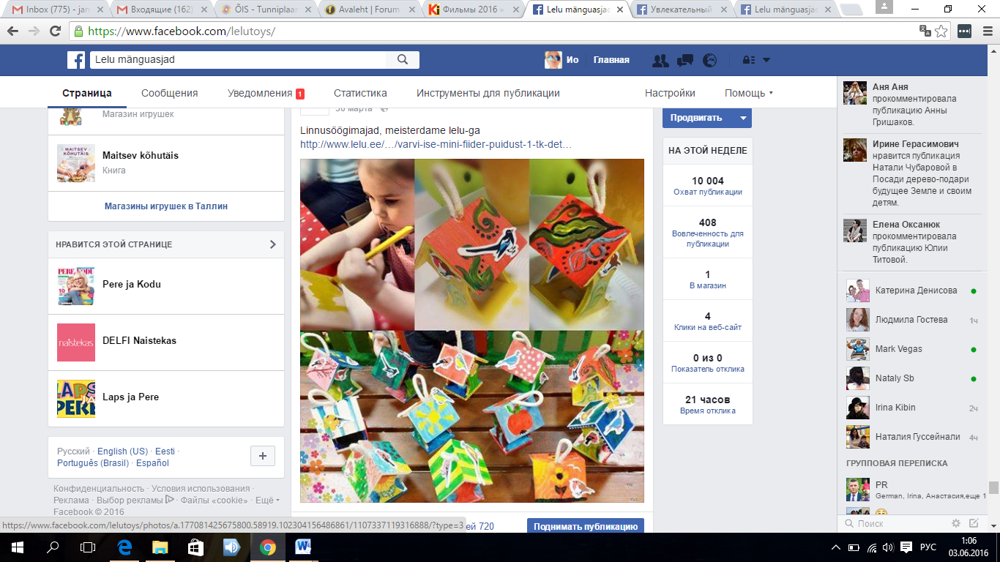 Inbox (775) - jan
Входящие (162)
ÕIS - Tunniplaan
Avaleht | Forum
Фильмы 2016 »
Lelu mänguasjad
Увлекательный
Lelu mänguasjad
https://www.facebook.com/lelutoys/
Lelu mänguasjad
Ио
Главная
Страница
Сообщения
Уведомления 1
Статистика
Инструменты для публикации
Настройки
Помощь
Магазин игрушек
MAITSEV KÕHUTÄIS
Maitsev kõhutäis
Книга
Магазины игрушек в Таллин
НРАВИТСЯ ЭТОЙ СТРАНИЦЕ
Pere ja Kodu
naistekas
DELFI Naistekas
LAPS PERE
Laps ja Pere
Русский · English (US) · Eesti ·
Português (Brasil) · Español
Конфиденциальность · Условия использования ·
Реклама · Выбор рекламы · Файлы «cookie» · Ещё
Facebook © 2016
30 марта
Linnusöögimajad, meisterdame lelu-ga
http://www.lelu.ee/…/varvi-ise-mini-fiider-puidust-1-tk-det…
ей 720
Поднимать публикацию
Продвигать
НА ЭТОЙ НЕДЕЛЕ
10 004
Охват публикации
408
Вовлеченность для
публикации
1
В магазин
4
Клики на веб-сайт
0 из 0
Показатель отклика
21 часов
Время отклика
Аня Аня
прокомментировала
публикацию Анны
Гришаков.
Ирине Герасимович
нравится публикация
Натали Чубаровой в
Посади дерево-подари
будущее Земле и своим
детям.
Елена Оксанюк
прокомментировала
публикацию Юлии
Титовой.
Катерина Денисова
Людмила Гостева 1ч
Mark Vegas
Nataly Sb
Irina Kibin 2ч
Наталия Гуссейнали 4ч
ГРУППОВАЯ ПЕРЕПИСКА
PR
German, Irina, Анастасия,еще 1
Поиск
https://www.facebook.com/lelutoys/photos/a.177081425675800.58919.102304156486861/1107337119316888/?type=3
РУС
1:06
03.06.2016